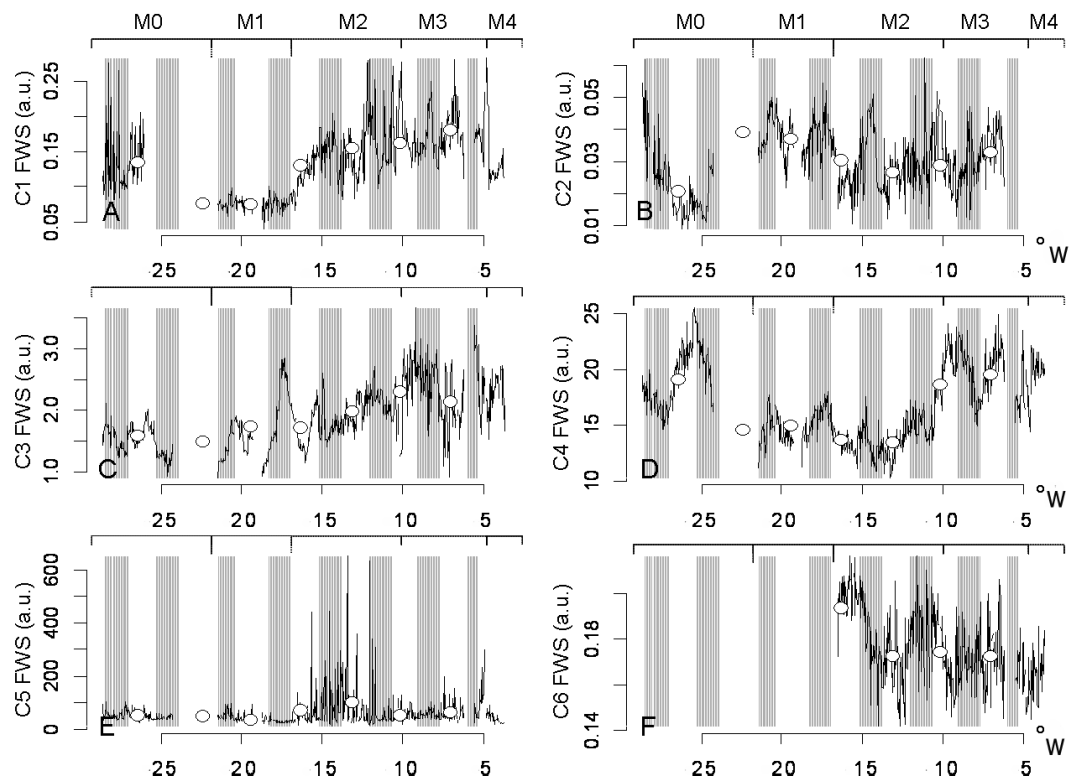 M0 M1 M2 M3 M4
M0 M1 M2 M3 M4
C1 FWS (a.u.)
0.05 0.15 0.25
A
25 20 15 10 5
C2 FWS (a.u.)
0.01 0.03 0.05
B
25 20 15 10 5
° W
C3 FWS (a.u.)
1.0 2.0 3.0
C
25 20 15 10 5
C4 FWS (a.u.)
10 15 20 25
D
25 20 15 10 5
° W
C5 FWS (a.u.)
0 200 400 600
E
25 20 15 10 5
C6 FWS (a.u.)
0.14 0.18
F
25 20 15 10 5
° W